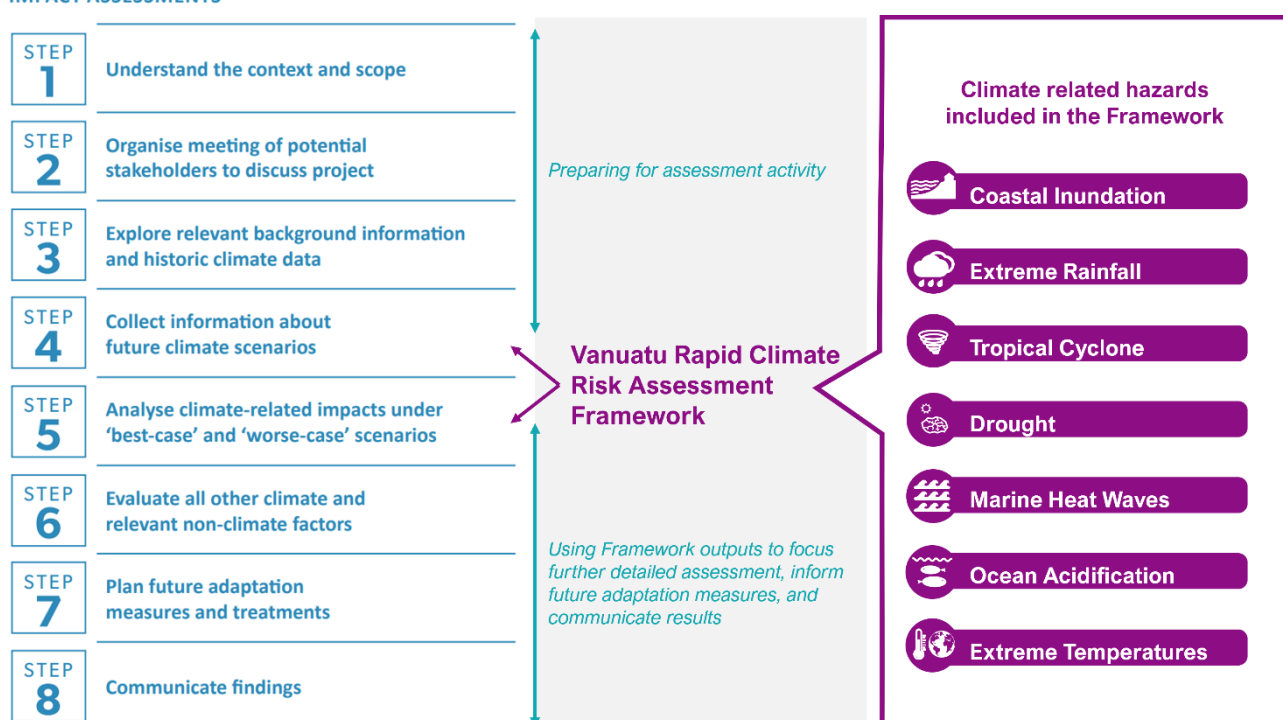 IMPACT ASSESSMENTS
STEP
1
Understand the context and scope
STEP
2
Organise meeting of potential
stakeholders to discuss project
STEP
3
Explore relevant background information
and historic climate data
STEP
4
Collect information about
future climate scenarios
STEP
5
Analyse climate-related impacts under
‘best-case’ and ‘worse-case’ scenarios
STEP
6
Evaluate all other climate and
relevant non-climate factors
STEP
7
Plan future adaptation
measures and treatments
STEP
8
Communicate findings
Preparing for assessment activity
Vanuatu Rapid Climate
Risk Assessment
Framework
Using Framework outputs to focus
further detailed assessment, inform
future adaptation measures, and
communicate results
Climate related hazards
included in the Framework
Coastal Inundation
Extreme Rainfall
Tropical Cyclone
Drought
Marine Heat Waves
Ocean Acidification
Extreme Temperatures